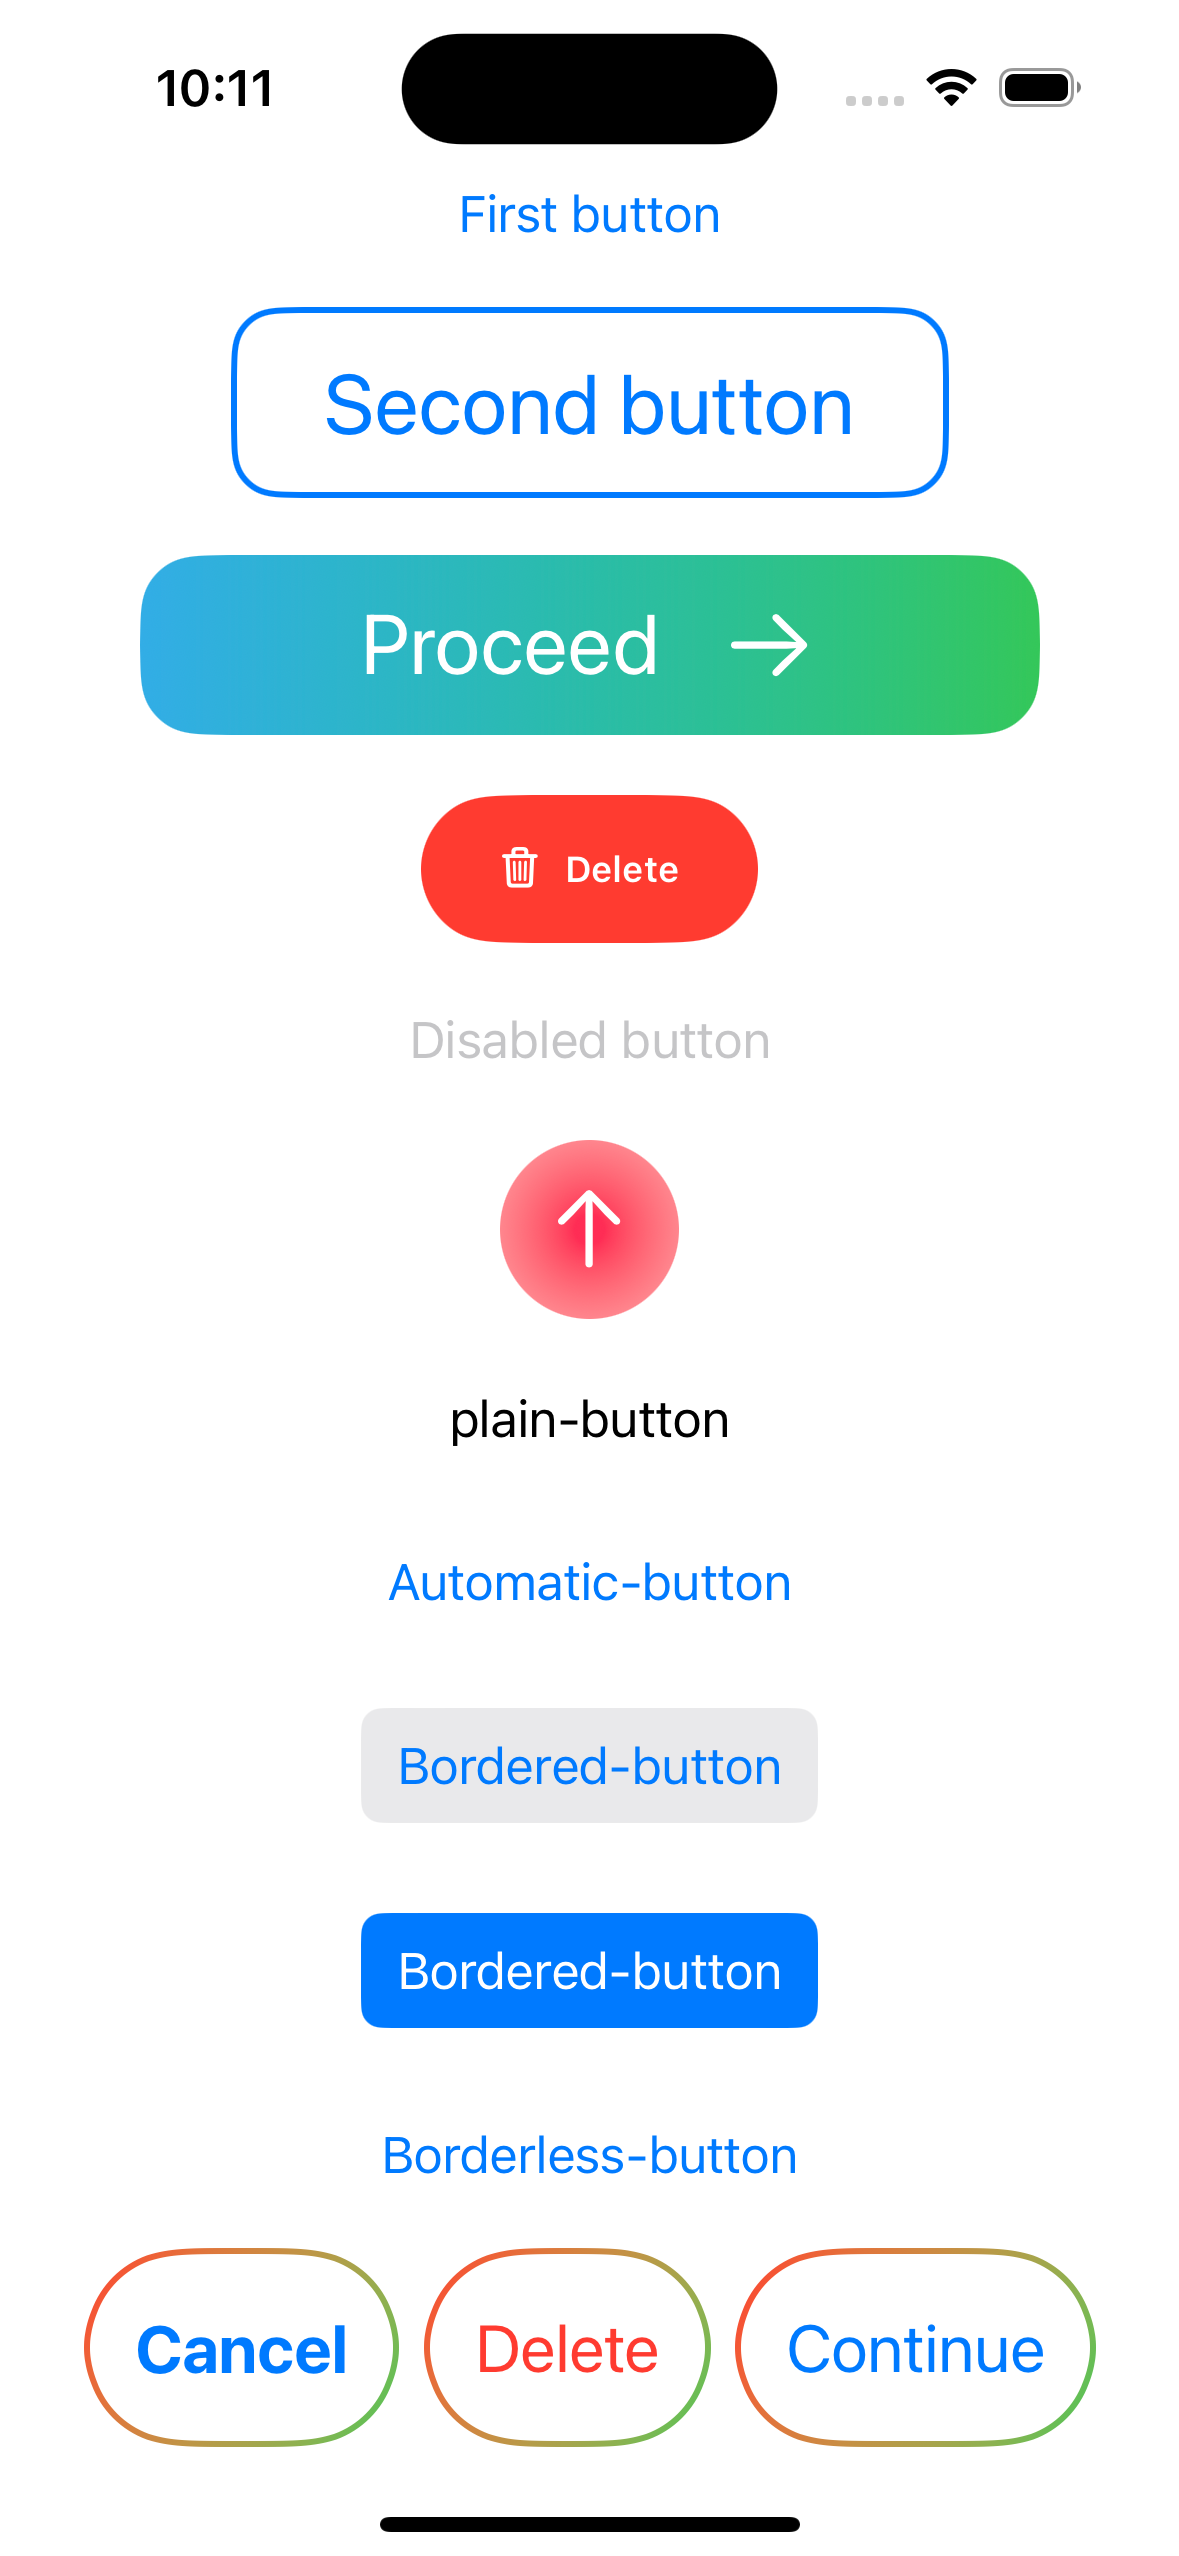 10:11
First button
Second button
Proceed
Delete
Disabled button
plain-button
Automatic-button
Bordered-button
Bordered-button
Borderless-button
Cancel Delete Continue